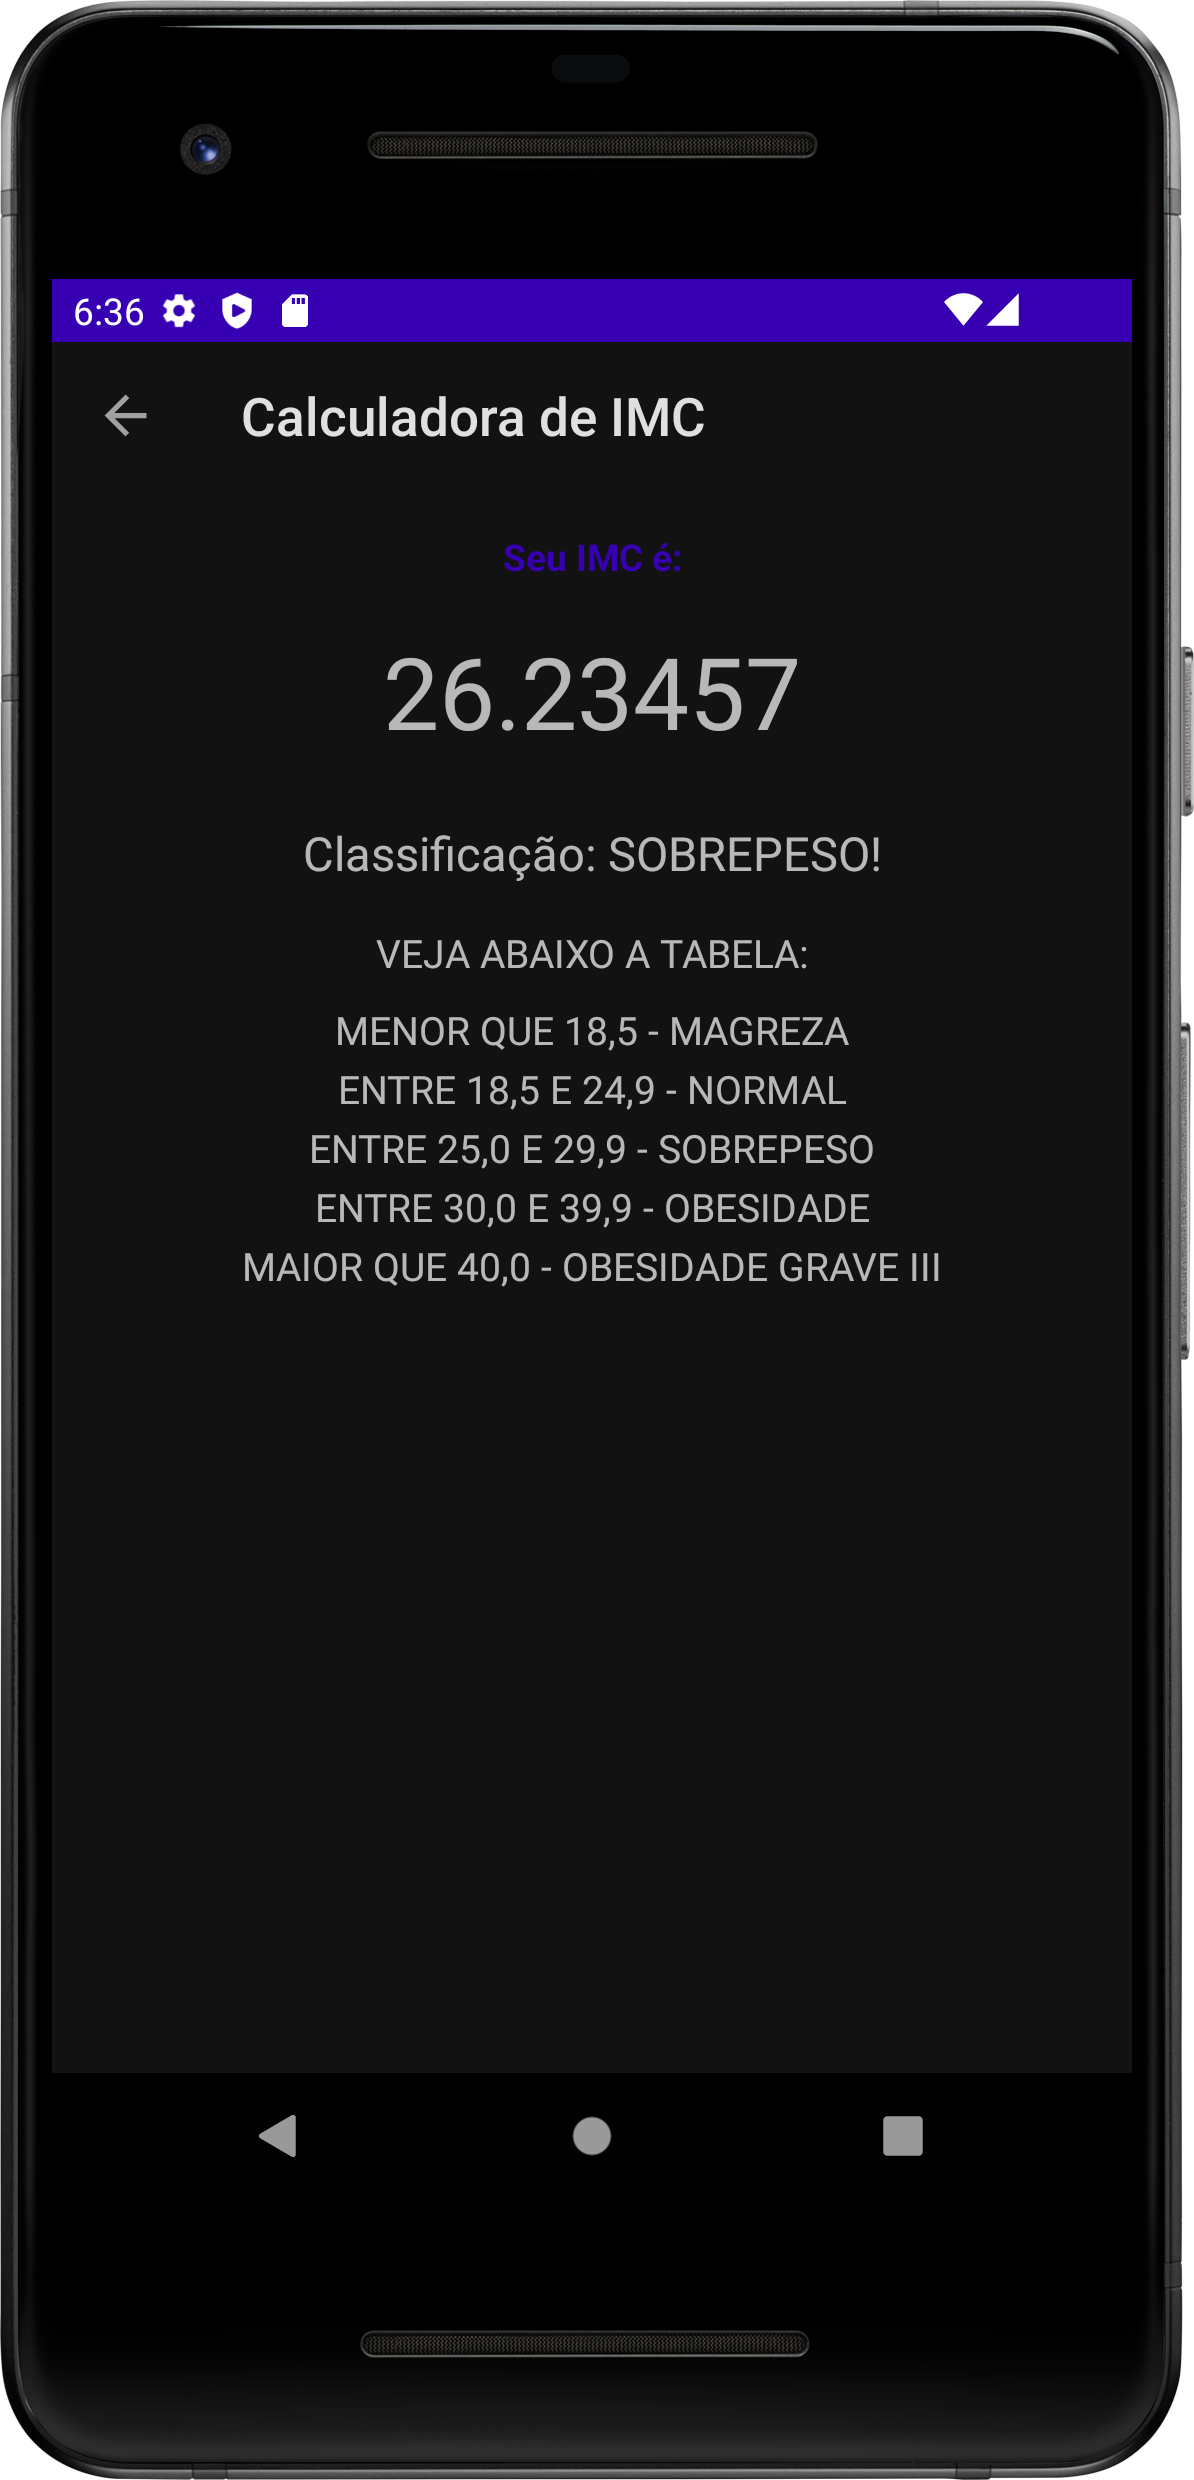 6:36
Calculadora de IMC
Seu IMC é:
26.23457
Classificação: SOBREPESO!
VEJA ABAIXO A TABELA:
MENOR QUE 18,5 - MAGREZA
ENTRE 18,5 E 24,9 - NORMAL
ENTRE 25,0 E 29,9 - SOBREPESO
ENTRE 30,0 E 39,9 - OBESIDADE
MAIOR QUE 40,0 - OBESIDADE GRAVE III